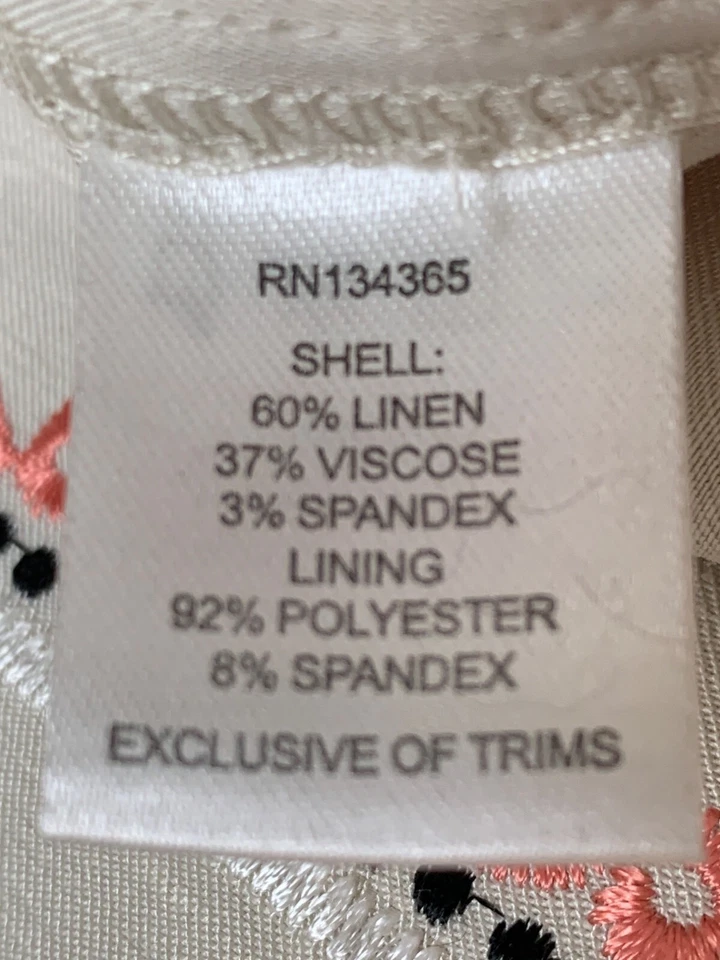 RN134365
SHELL:
60% LINEN
37% VISCOSE
3% SPANDEX
LINING
92% POLYESTER
8% SPANDEX
EXCLUSIVE OF TRIMS